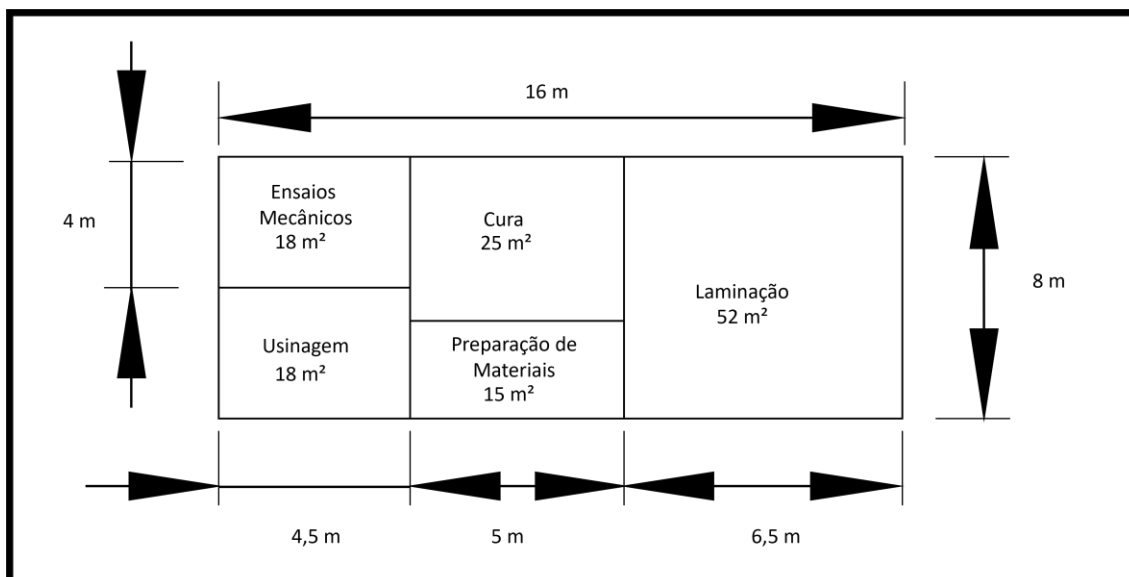 16 m
4 m
Ensaios
Mecânicos
18 m²
Cura
25 m²
Laminação
52 m²
8 m
Usinagem
18 m²
Preparação de
Materiais
15 m²
4,5 m
5 m
6,5 m